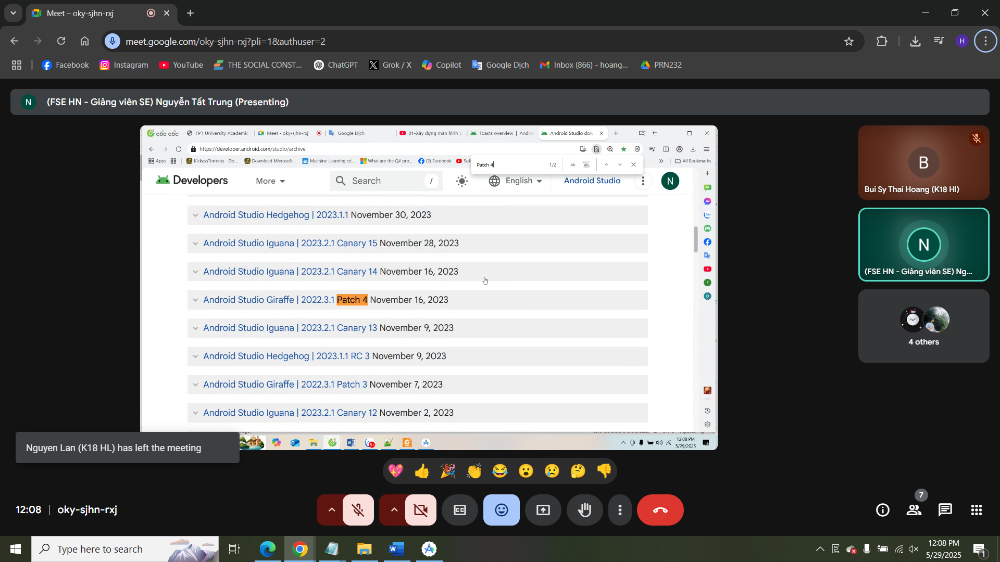 Meet – oky-sjhn-rxj
meet.google.com/oky-sjhn-rxj?pli=1&authuser=2
H
Facebook Instagram YouTube THE SOCIAL CONST... ChatGPT Grok / X Copilot Google Dịch Inbox (866) - hoang... PRN232
N (FSE HN - Giảng viên SE) Nguyễn Tất Trung (Presenting)
cốc cốc FPT University Academic Meet - oky-sjhn-rxj Google Dịch 01-Xây dựng màn hình Toasts overview | Andro Android Studio dow
https://developer.android.com/studio/archive
Apps KickassTorrents - Do... Download Microsoft... Machine Learning cơ... What are the Q# pro... (2) Facebook All Bookmarks
Patch 4 1/2
Developers More Search / English Android Studio N
Android Studio Hedgehog | 2023.1.1 November 30, 2023
Android Studio Iguana | 2023.2.1 Canary 15 November 28, 2023
Android Studio Iguana | 2023.2.1 Canary 14 November 16, 2023
Android Studio Giraffe | 2022.3.1 Patch 4 November 16, 2023
Android Studio Iguana | 2023.2.1 Canary 13 November 9, 2023
Android Studio Hedgehog | 2023.1.1 RC 3 November 9, 2023
Android Studio Giraffe | 2022.3.1 Patch 3 November 7, 2023
Android Studio Iguana | 2023.2.1 Canary 12 November 2, 2023
12:08 PM
5/29/2025
B
Bui Sy Thai Hoang (K18 Hl)
N
(FSE HN - Giảng viên SE) Ng...
4 others
Nguyen Lan (K18 HL) has left the meeting
12:08 oky-sjhn-rxj
7
Type here to search
12:08 PM
5/29/2025
1